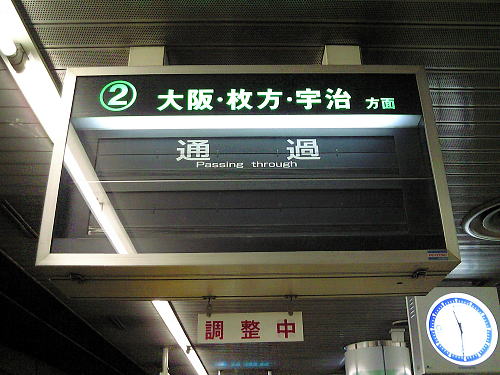 ② 大阪・枚方・宇治 方面
通過
Passing through
調整中